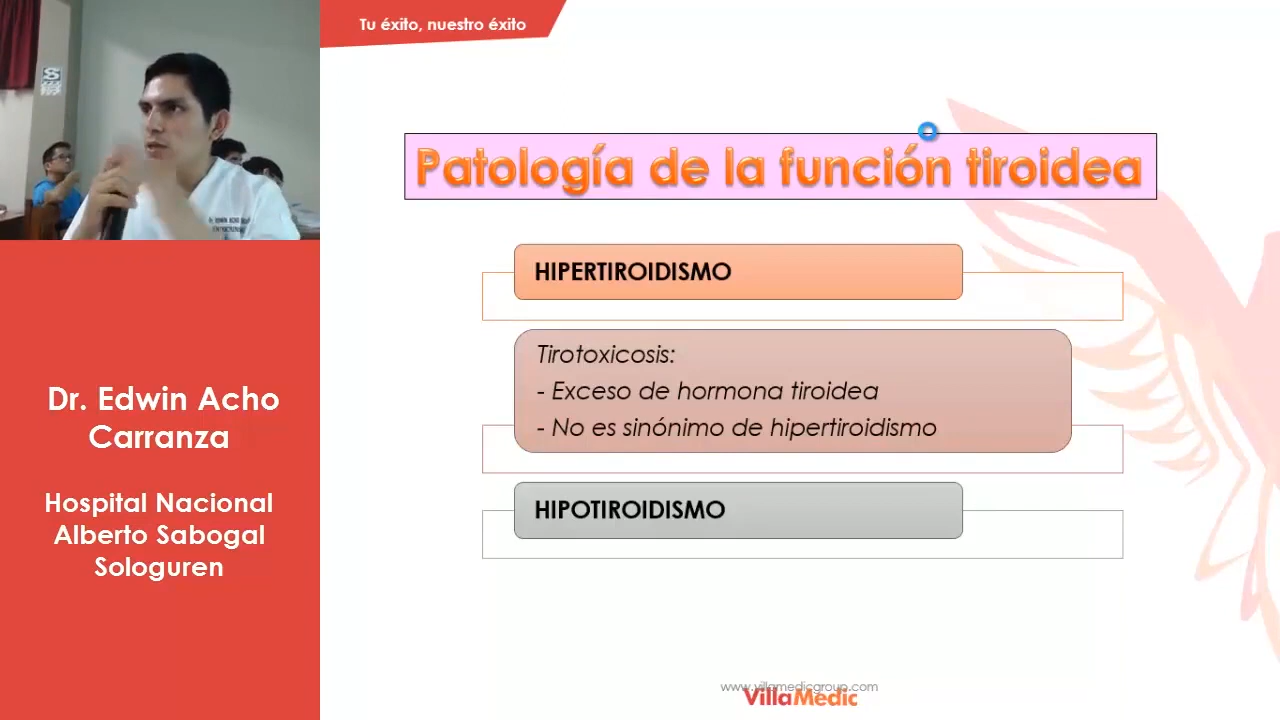 Tu éxito, nuestro éxito
Patología de la función tiroidea
HIPERTIROIDISMO
Tirotoxicosis:
- Exceso de hormona tiroidea
- No es sinónimo de hipertiroidismo
HIPOTIROIDISMO
Dr. Edwin Acho
Carranza
Hospital Nacional
Alberto Sabogal
Sologuren
www.villamedicgroup.com
VillaMedic